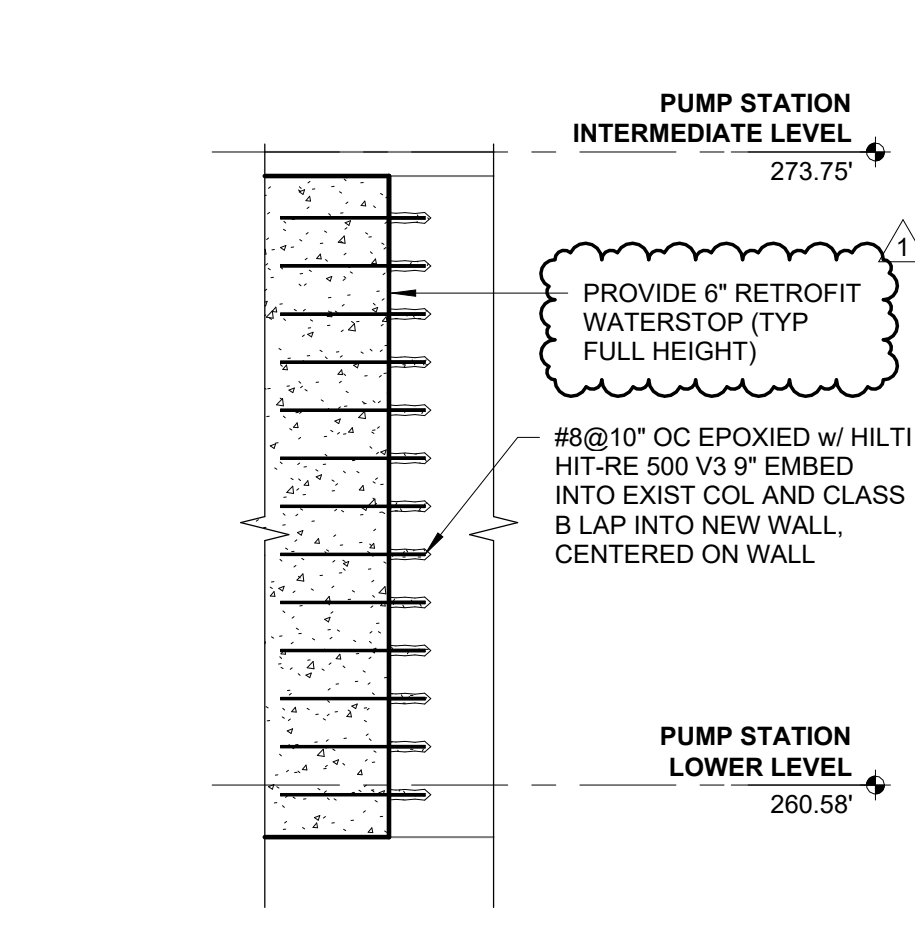 PUMP STATION
INTERMEDIATE LEVEL
273.75'
1
PROVIDE 6" RETROFIT
WATERSTOP (TYP
FULL HEIGHT)
#8@10" OC EPOXIED w/ HILTI
HIT-RE 500 V3 9" EMBED
INTO EXIST COL AND CLASS
B LAP INTO NEW WALL,
CENTERED ON WALL
PUMP STATION
LOWER LEVEL
260.58'